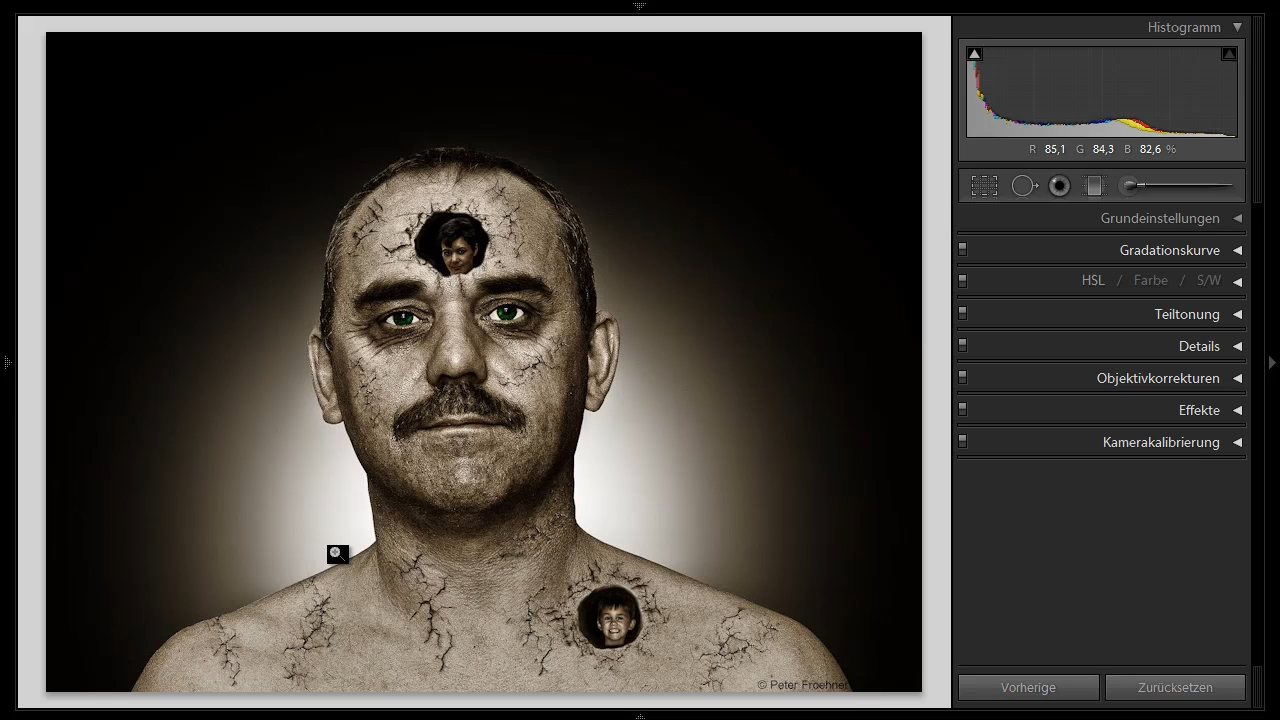 Histogramm
R 85,1 G 84,3 B 82,6 %
Grundeinstellungen
Gradationskurve
HSL / Farbe / S/W
Teiltonung
Details
Objektivkorrekturen
Effekte
Kamerakalibrierung
© Peter Froehner
Vorherige Zurücksetzen